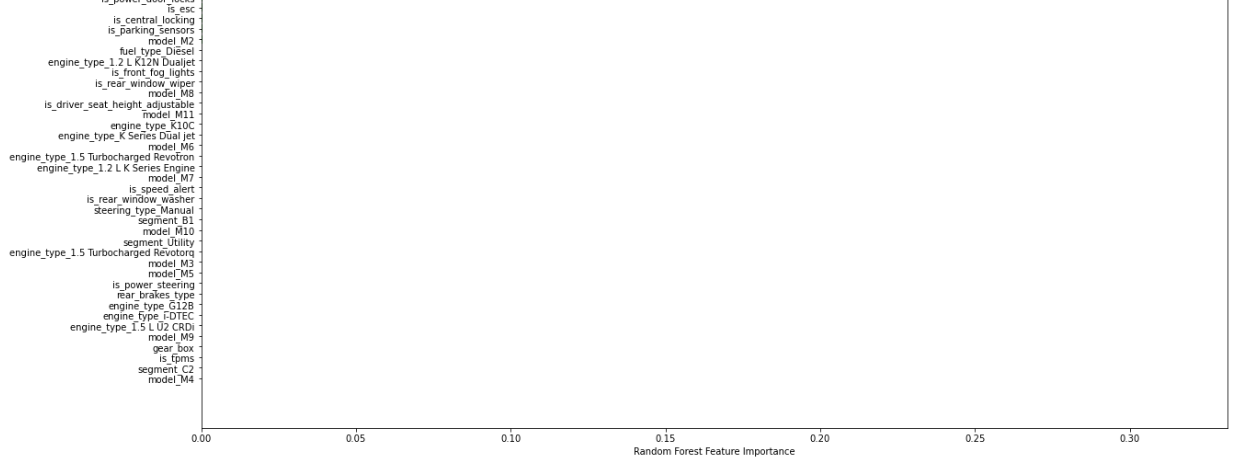 is_power_door_locks
is_esc
is_central_locking
is_parking_sensors
model_M2
fuel_type_Diesel
engine_type_1.2 L K12N Dualjet
is_front_fog_lights
is_rear_window_wiper
model_M8
is_driver_seat_height_adjustable
model_M11
engine_type_K10C
engine_type_K Series Dual jet
model_M6
engine_type_1.5 Turbocharged Revotron
engine_type_1.2 L K Series Engine
model_M7
is_speed_alert
is_rear_window_washer
steering_type_Manual
segment_B1
model_M10
segment_Utility
engine_type_1.5 Turbocharged Revotorq
model_M3
model_M5
is_power_steering
rear_brakes_type
engine_type_G12B
engine_type_i-DTEC
engine_type_1.5 L U2 CRDi
model_M9
gear_box
is_tpms
segment_C2
model_M4
0.00 0.05 0.10 0.15 0.20 0.25 0.30
Random Forest Feature Importance